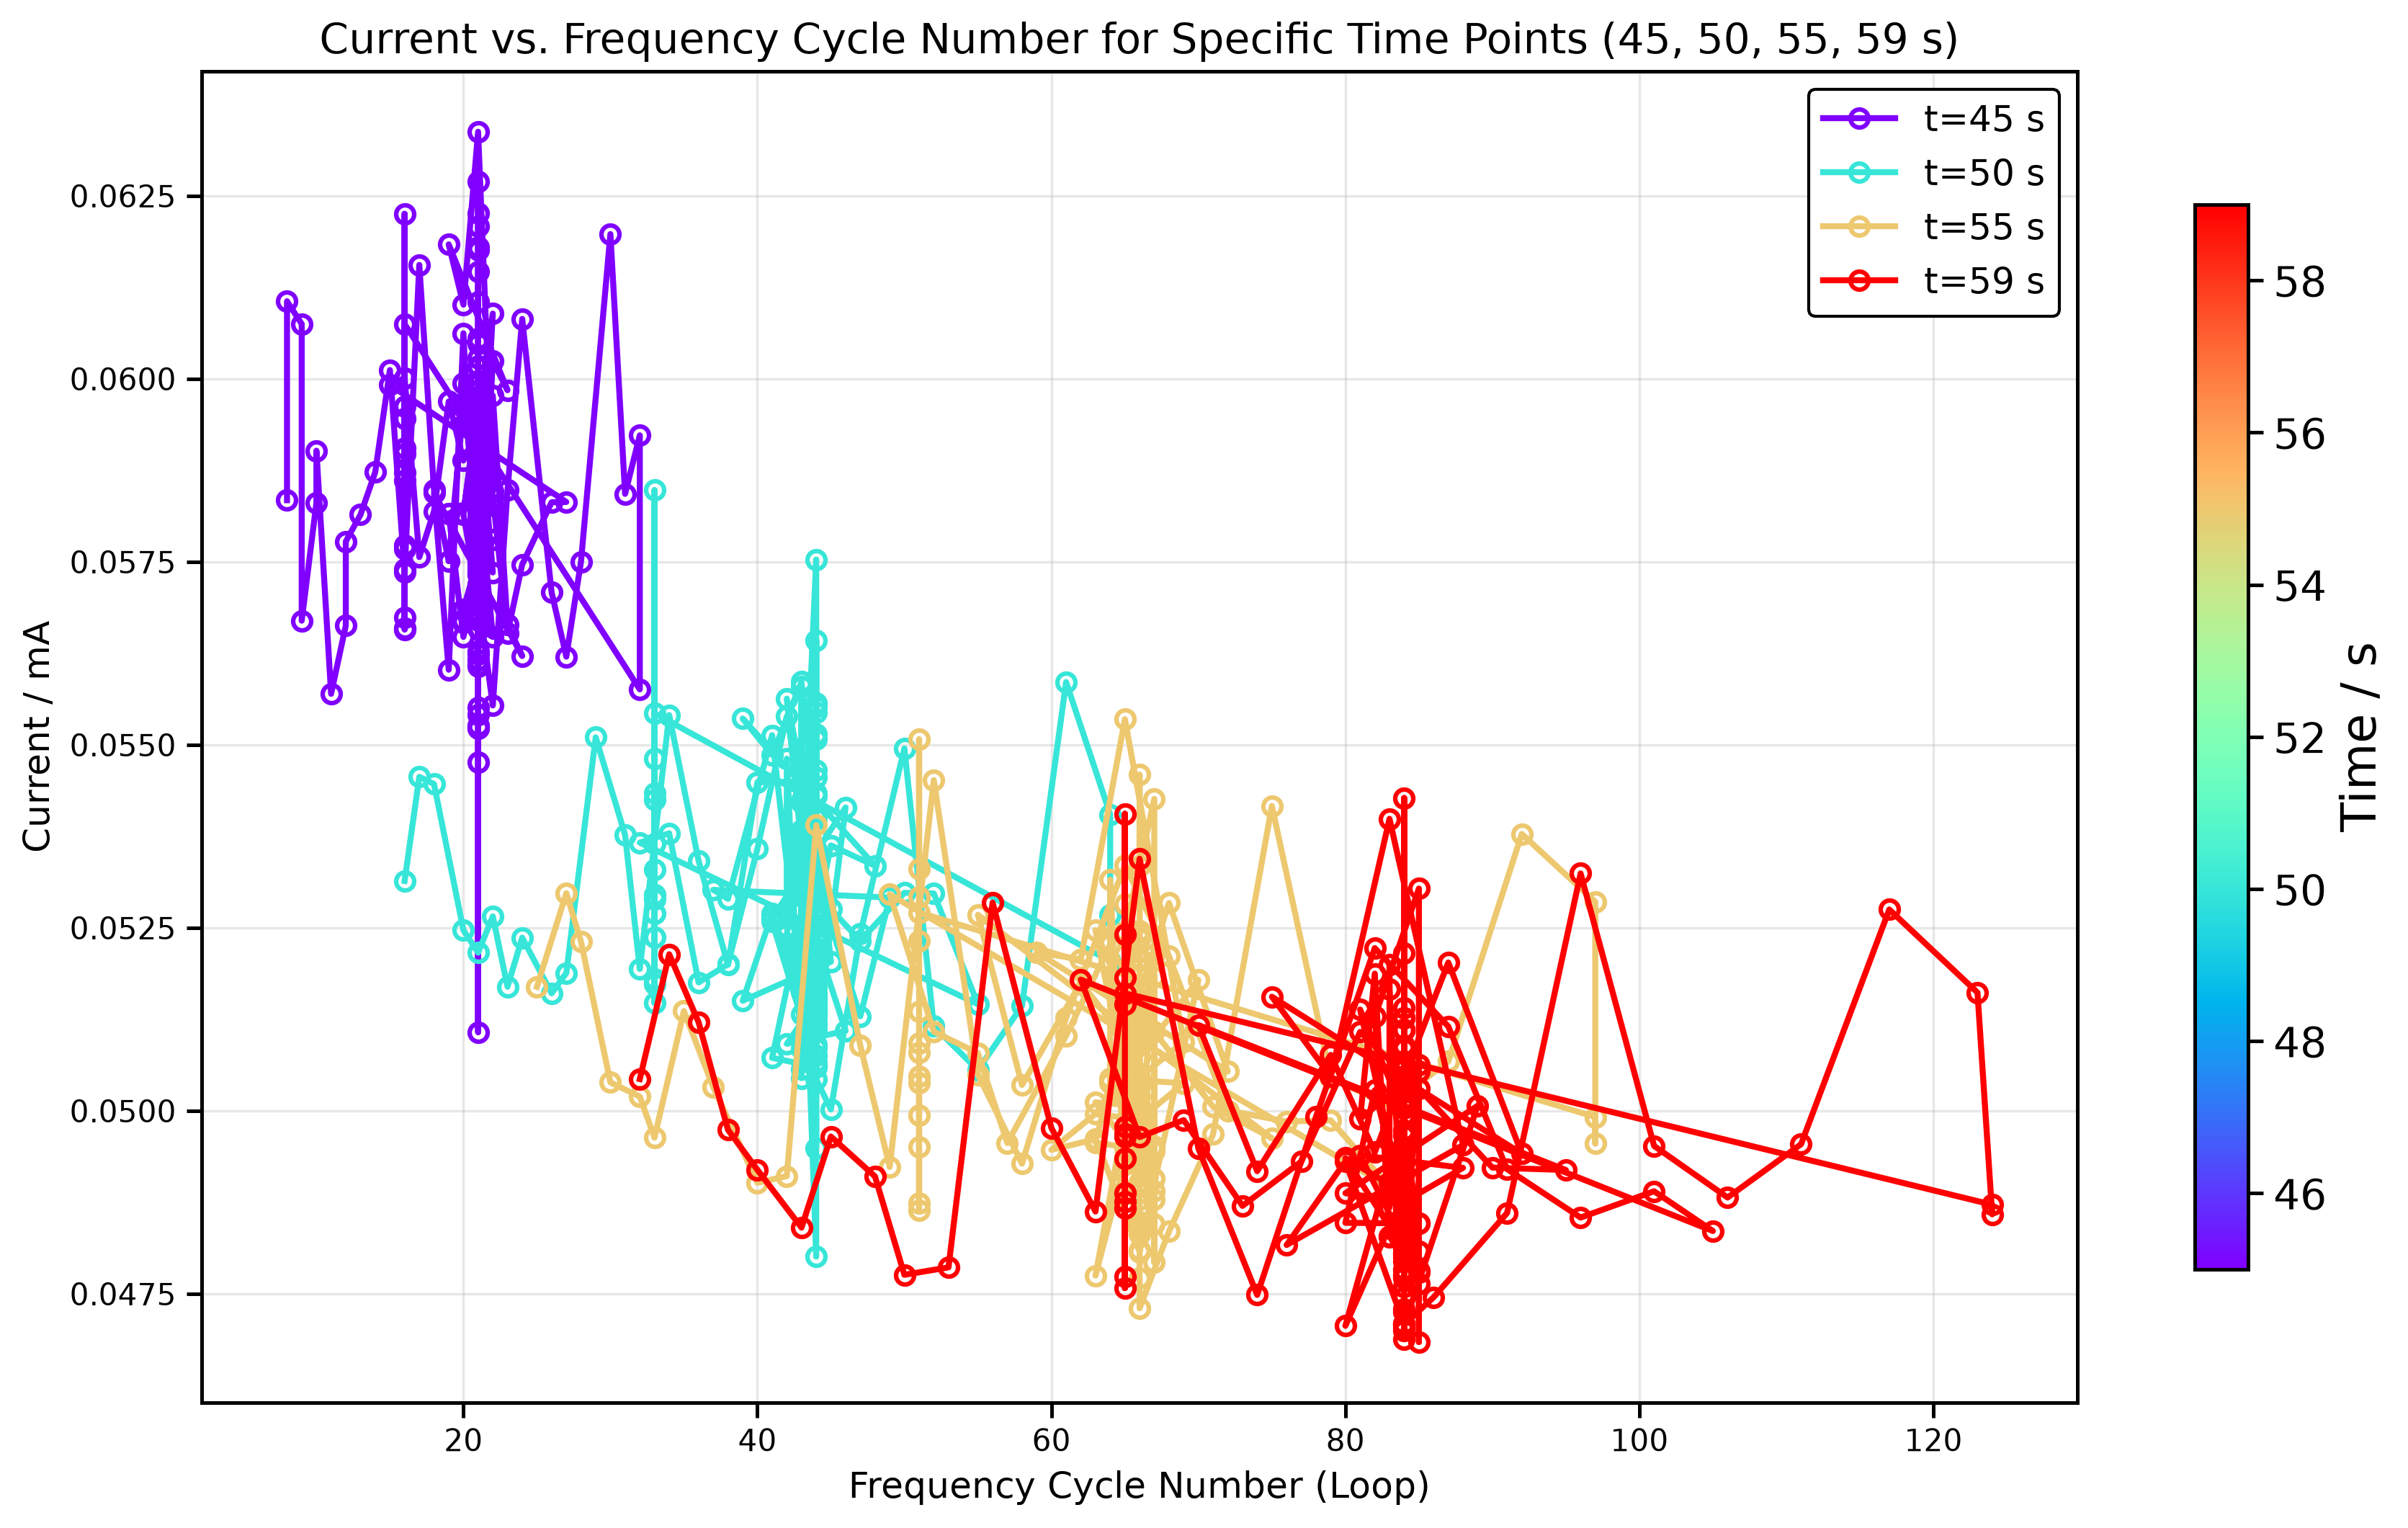 Current vs. Frequency Cycle Number for Specific Time Points (45, 50, 55, 59 s)
t=45 s
t=50 s
t=55 s
t=59 s
0.0625
0.0600
0.0575
0.0550
0.0525
0.0500
0.0475
Current / mA
20
40
60
80
100
120
Frequency Cycle Number (Loop)
58
56
54
52
50
48
46
Time / s